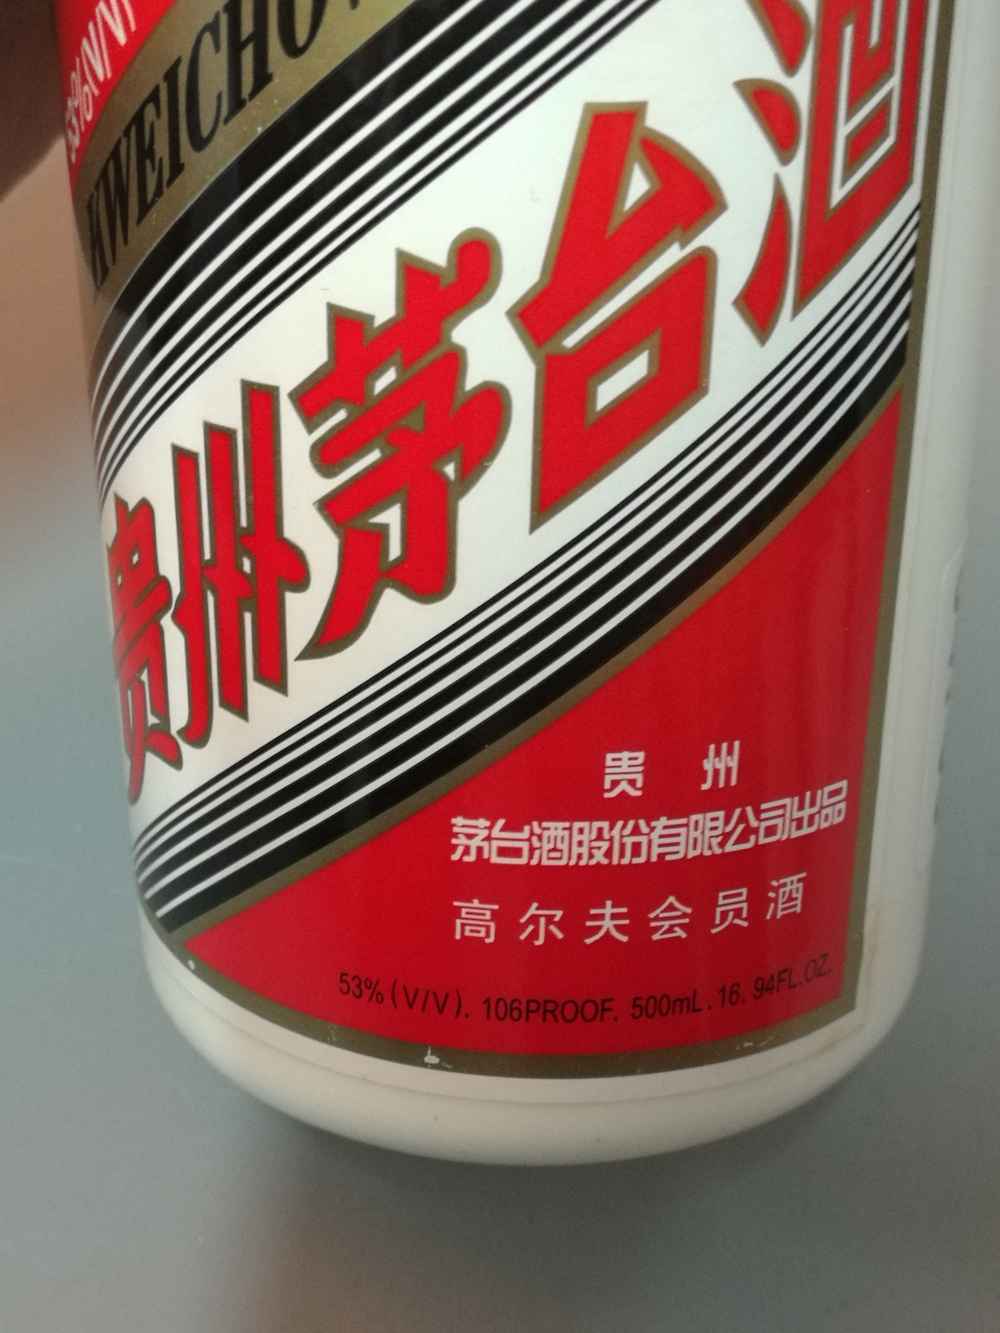 53%(V/V)
KWEICHO
贵州茅台酒
贵 州
茅台酒股份有限公司出品
高尔夫会员酒
53%(V/V). 106PROOF. 500mL. 16. 94FL.OZ.